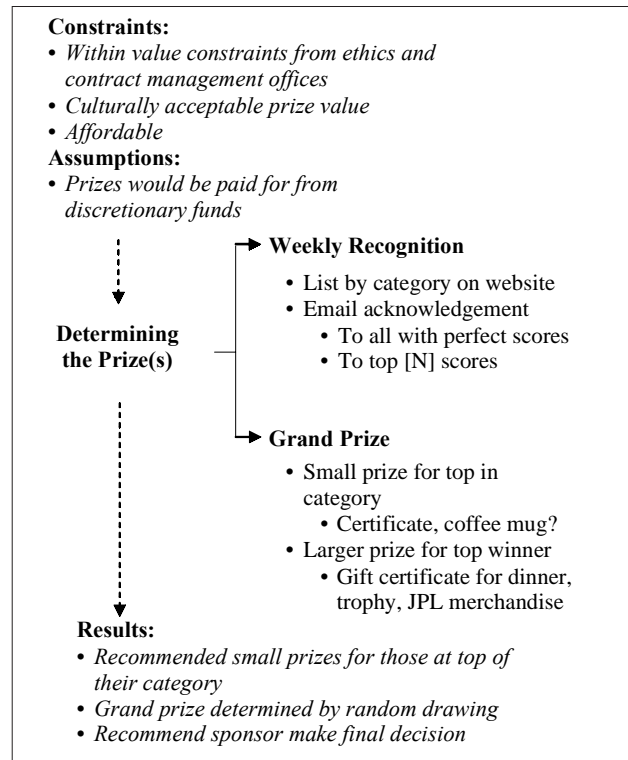 Constraints:
• Within value constraints from ethics and
contract management offices
• Culturally acceptable prize value
• Affordable
Assumptions:
• Prizes would be paid for from
discretionary funds
Weekly Recognition
• List by category on website
• Email acknowledgement
• To all with perfect scores
• To top [N] scores
Determining
the Prize(s)
Grand Prize
• Small prize for top in
category
• Certificate, coffee mug?
• Larger prize for top winner
• Gift certificate for dinner,
trophy, JPL merchandise
Results:
• Recommended small prizes for those at top of
their category
• Grand prize determined by random drawing
• Recommend sponsor make final decision